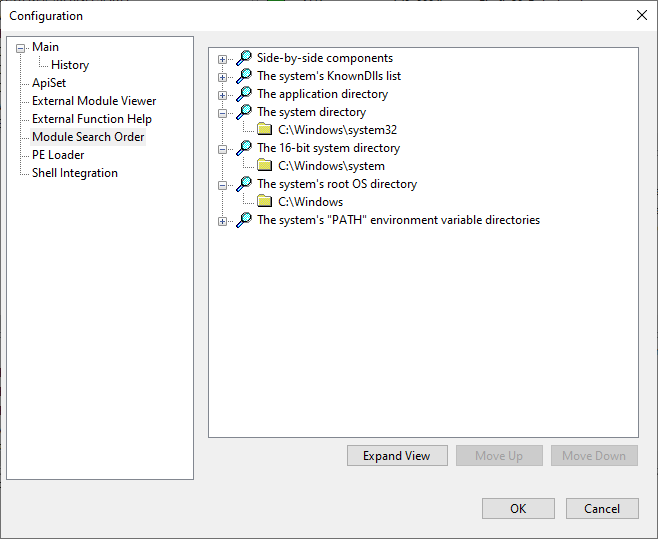 Configuration
Main
History
ApiSet
External Module Viewer
External Function Help
Module Search Order
PE Loader
Shell Integration
Side-by-side components
The system's KnownDlls list
The application directory
The system directory
C:\Windows\system32
The 16-bit system directory
C:\Windows\system
The system's root OS directory
C:\Windows
The system's "PATH" environment variable directories
Expand View
Move Up
Move Down
OK
Cancel